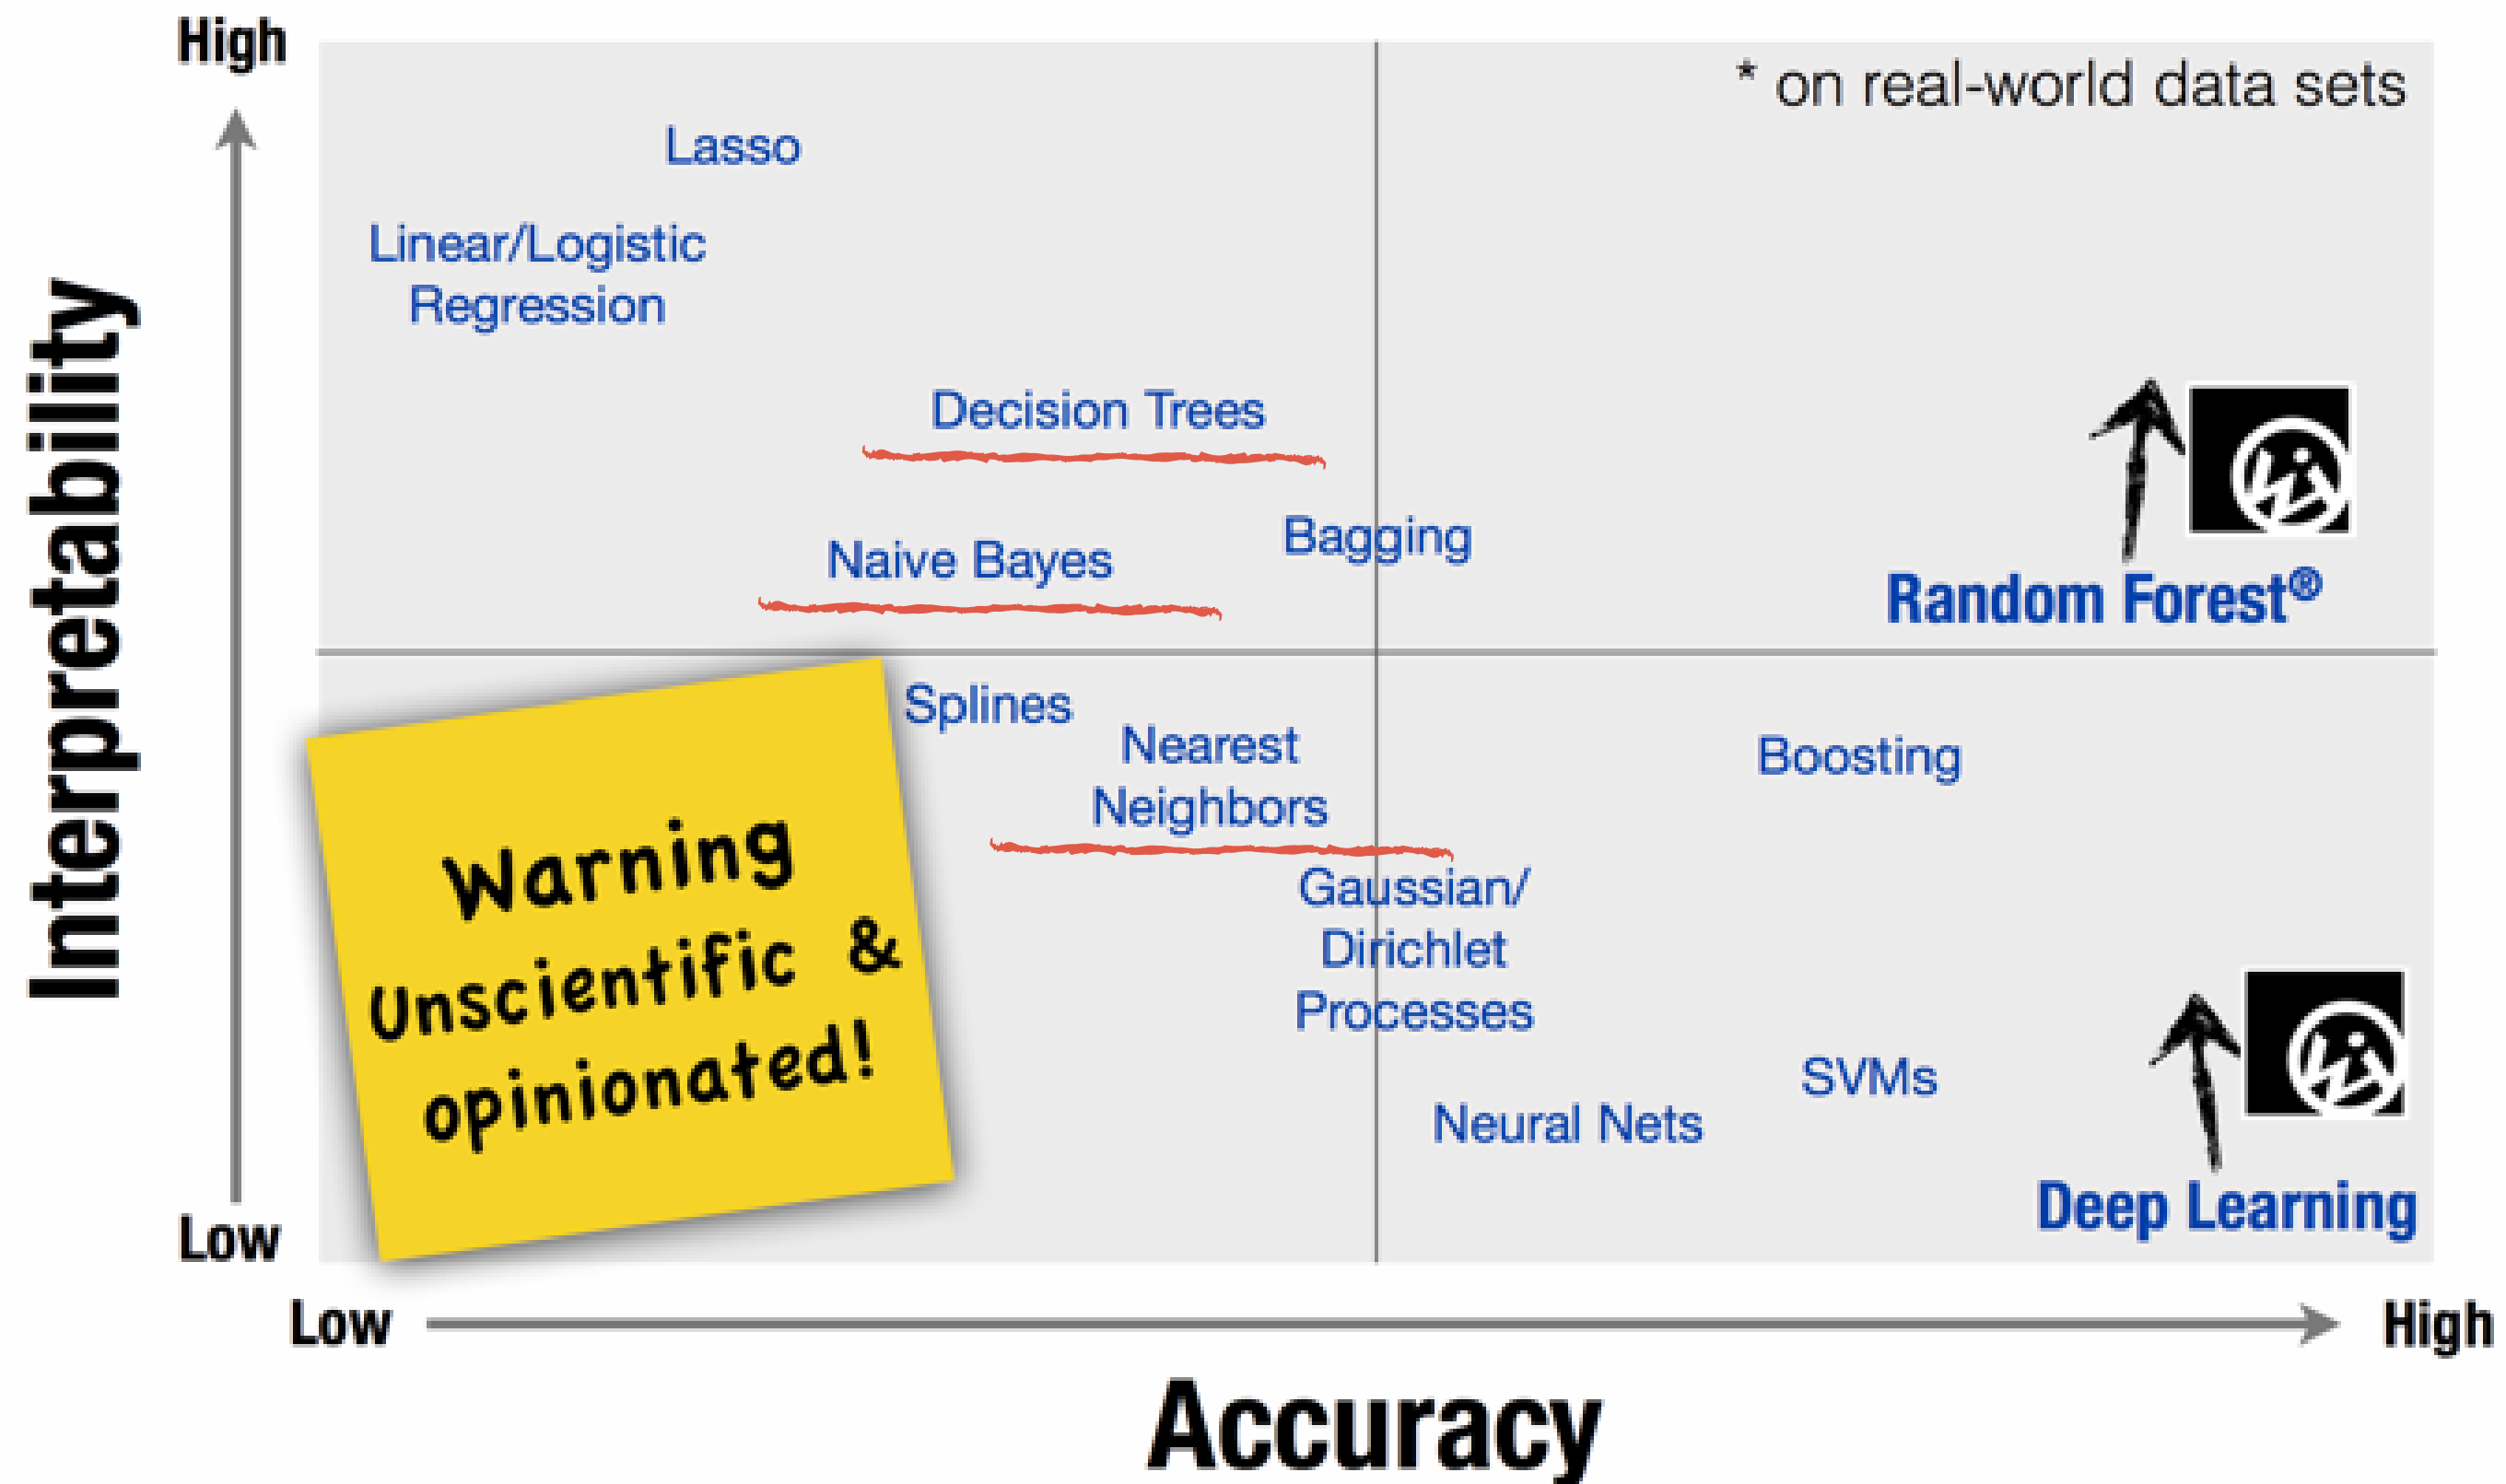 High
* on real-world data sets
Lasso
Linear/Logistic
Regression
Decision Trees
Bagging
Naive Bayes
Random Forest®
Interpretability
Splines
Nearest
Neighbors
Boosting
Warning
Unscientific &
opinionated!
Gaussian/
Dirichlet
Processes
SVMs
Neural Nets
Deep Learning
Low
Low
High
Accuracy